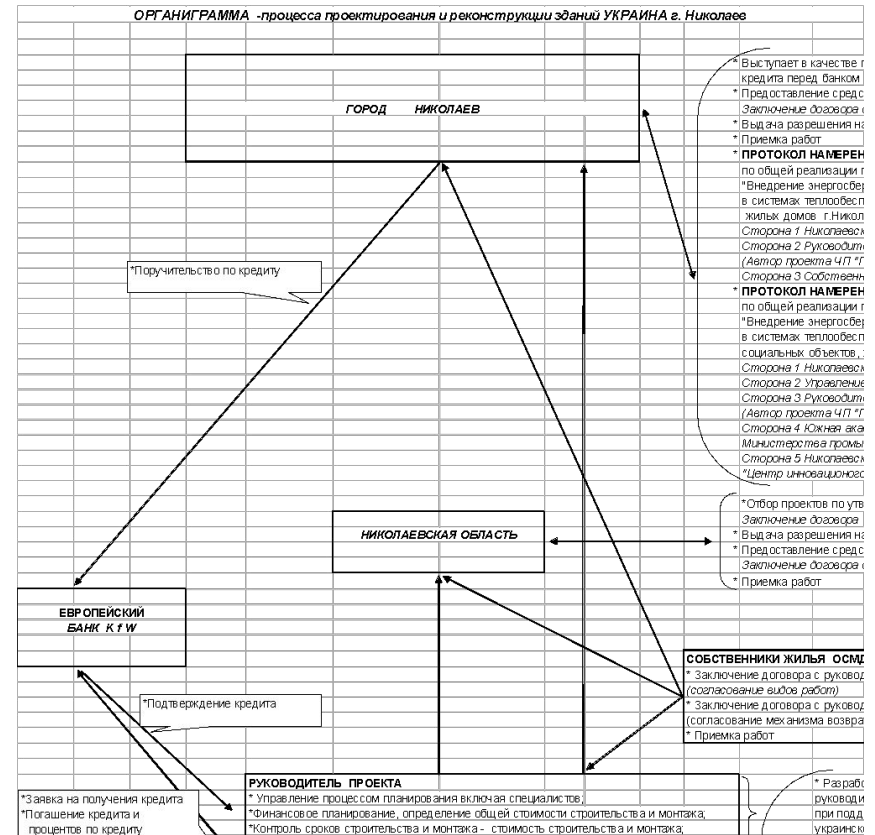 ОРГАНИГРАММА -процесса проектирования и реконструкции зданий УКРАИНА г. Николаев
ГОРОД НИКОЛАЕВ
* Выступает в качестве
кредита перед банком
* Предоставление средс
Заключение договора
* Выдача разрешения на
* Приемка работ
* ПРОТОКОЛ НАМЕРЕН
по общей реализации
"Внедрение энергосбер
в системах теплообесп
жилых домов г.Никол
Сторона 1 Николаевск
Сторона 2 Руководит
(Автор проекта ЧП "Г
Сторона 3 Собственн
* ПРОТОКОЛ НАМЕРЕН
по общей реализации
"Внедрение энергосбер
в системах теплообесп
социальных объектов,
Сторона 1 Николаевск
Сторона 2 Управление
Сторона 3 Руководит
(Автор проекта ЧП "Г
Сторона 4 Южная ака
Министерства промы
Сторона 5 Николаевск
"Центр инновационого
*Поручительство по кредиту
НИКОЛАЕВСКАЯ ОБЛАСТЬ
*Отбор проектов по утв
Заключение договора
* Выдача разрешения на
* Предоставление средс
Заключение договора
* Приемка работ
ЕВРОПЕЙСКИЙ
БАНК K f W
*Подтверждение кредита
СОБСТВЕННИКИ ЖИЛЬЯ ОСМД
* Заключение договора с руковод
(согласование видов работ)
* Заключение договора с руковод
(согласование механизма возвра
* Приемка работ
РУКОВОДИТЕЛЬ ПРОЕКТА
* Управление процессом планирования включая специалистов;
*Финансовое планирование, определение общей стоимости строительства и монтажа;
*Контроль сроков строительства и монтажа - стоимость строительства и монтажа;
*Заявка на получения кредита
*Погашение кредита и
процентов по кредиту
* Разрабо
руководи
при подд
украинск